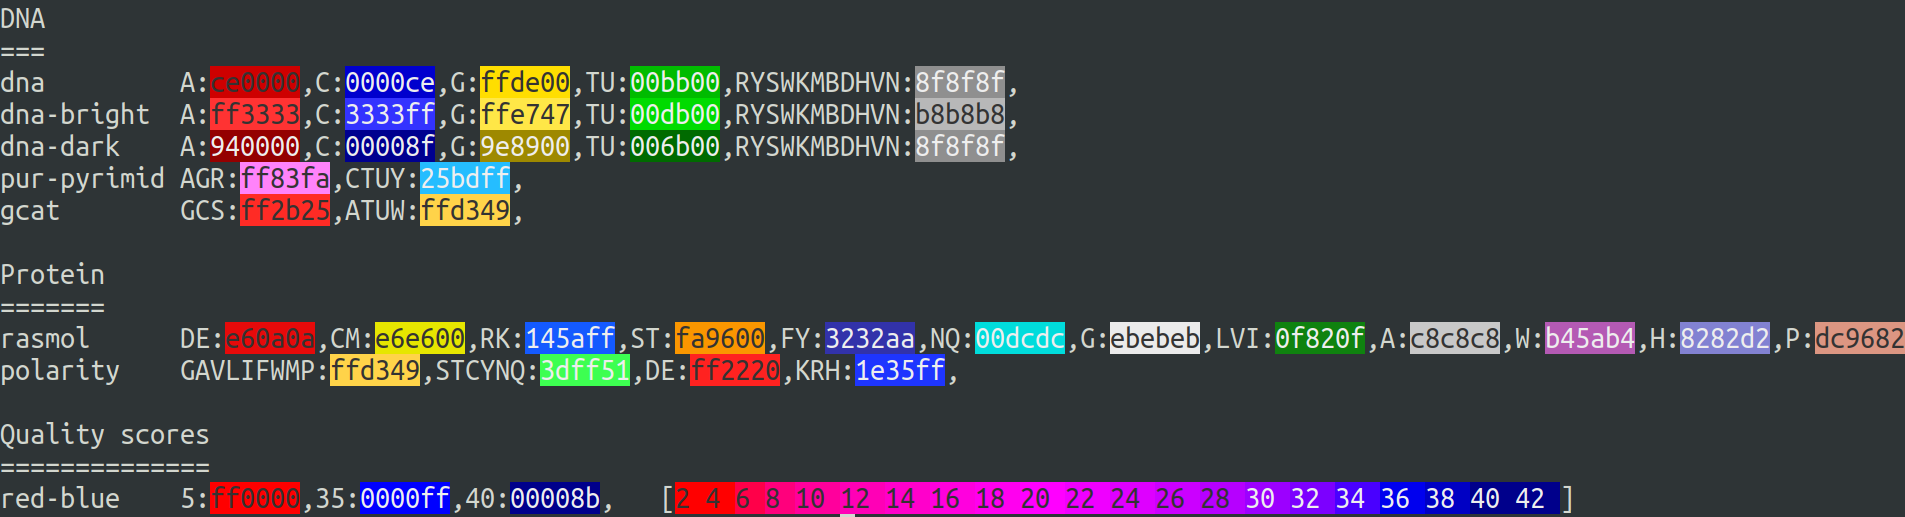 DNA
===
dna A:ce0000,C:0000ce,G:ffde00,TU:00bb00,RYSWKMBDHVN:8f8f8f,
dna-bright A:ff3333,C:3333ff,G:ffe747,TU:00db00,RYSWKMBDHVN:b8b8b8,
dna-dark A:940000,C:00008f,G:9e8900,TU:006b00,RYSWKMBDHVN:8f8f8f,
pur-pyrimid AGR:ff83fa,CTUY:25bdff,
gcat GCS:ff2b25,ATUW:ffd349,
Protein
=======
rasmol DE:e60a0a,CM:e6e600,RK:145aff,ST:fa9600,FY:3232aa,NQ:00dcdc,G:ebebeb,LVI:0f820f,A:c8c8c8,W:b45ab4,H:8282d2,P:dc9682
polarity GAVLIFWMP:ffd349,STCYNQ:3dff51,DE:ff2220,KRH:1e35ff,
Quality scores
==============
red-blue 5:ff0000,35:0000ff,40:00008b, [2 4 6 8 10 12 14 16 18 20 22 24 26 28 30 32 34 36 38 40 42 ]